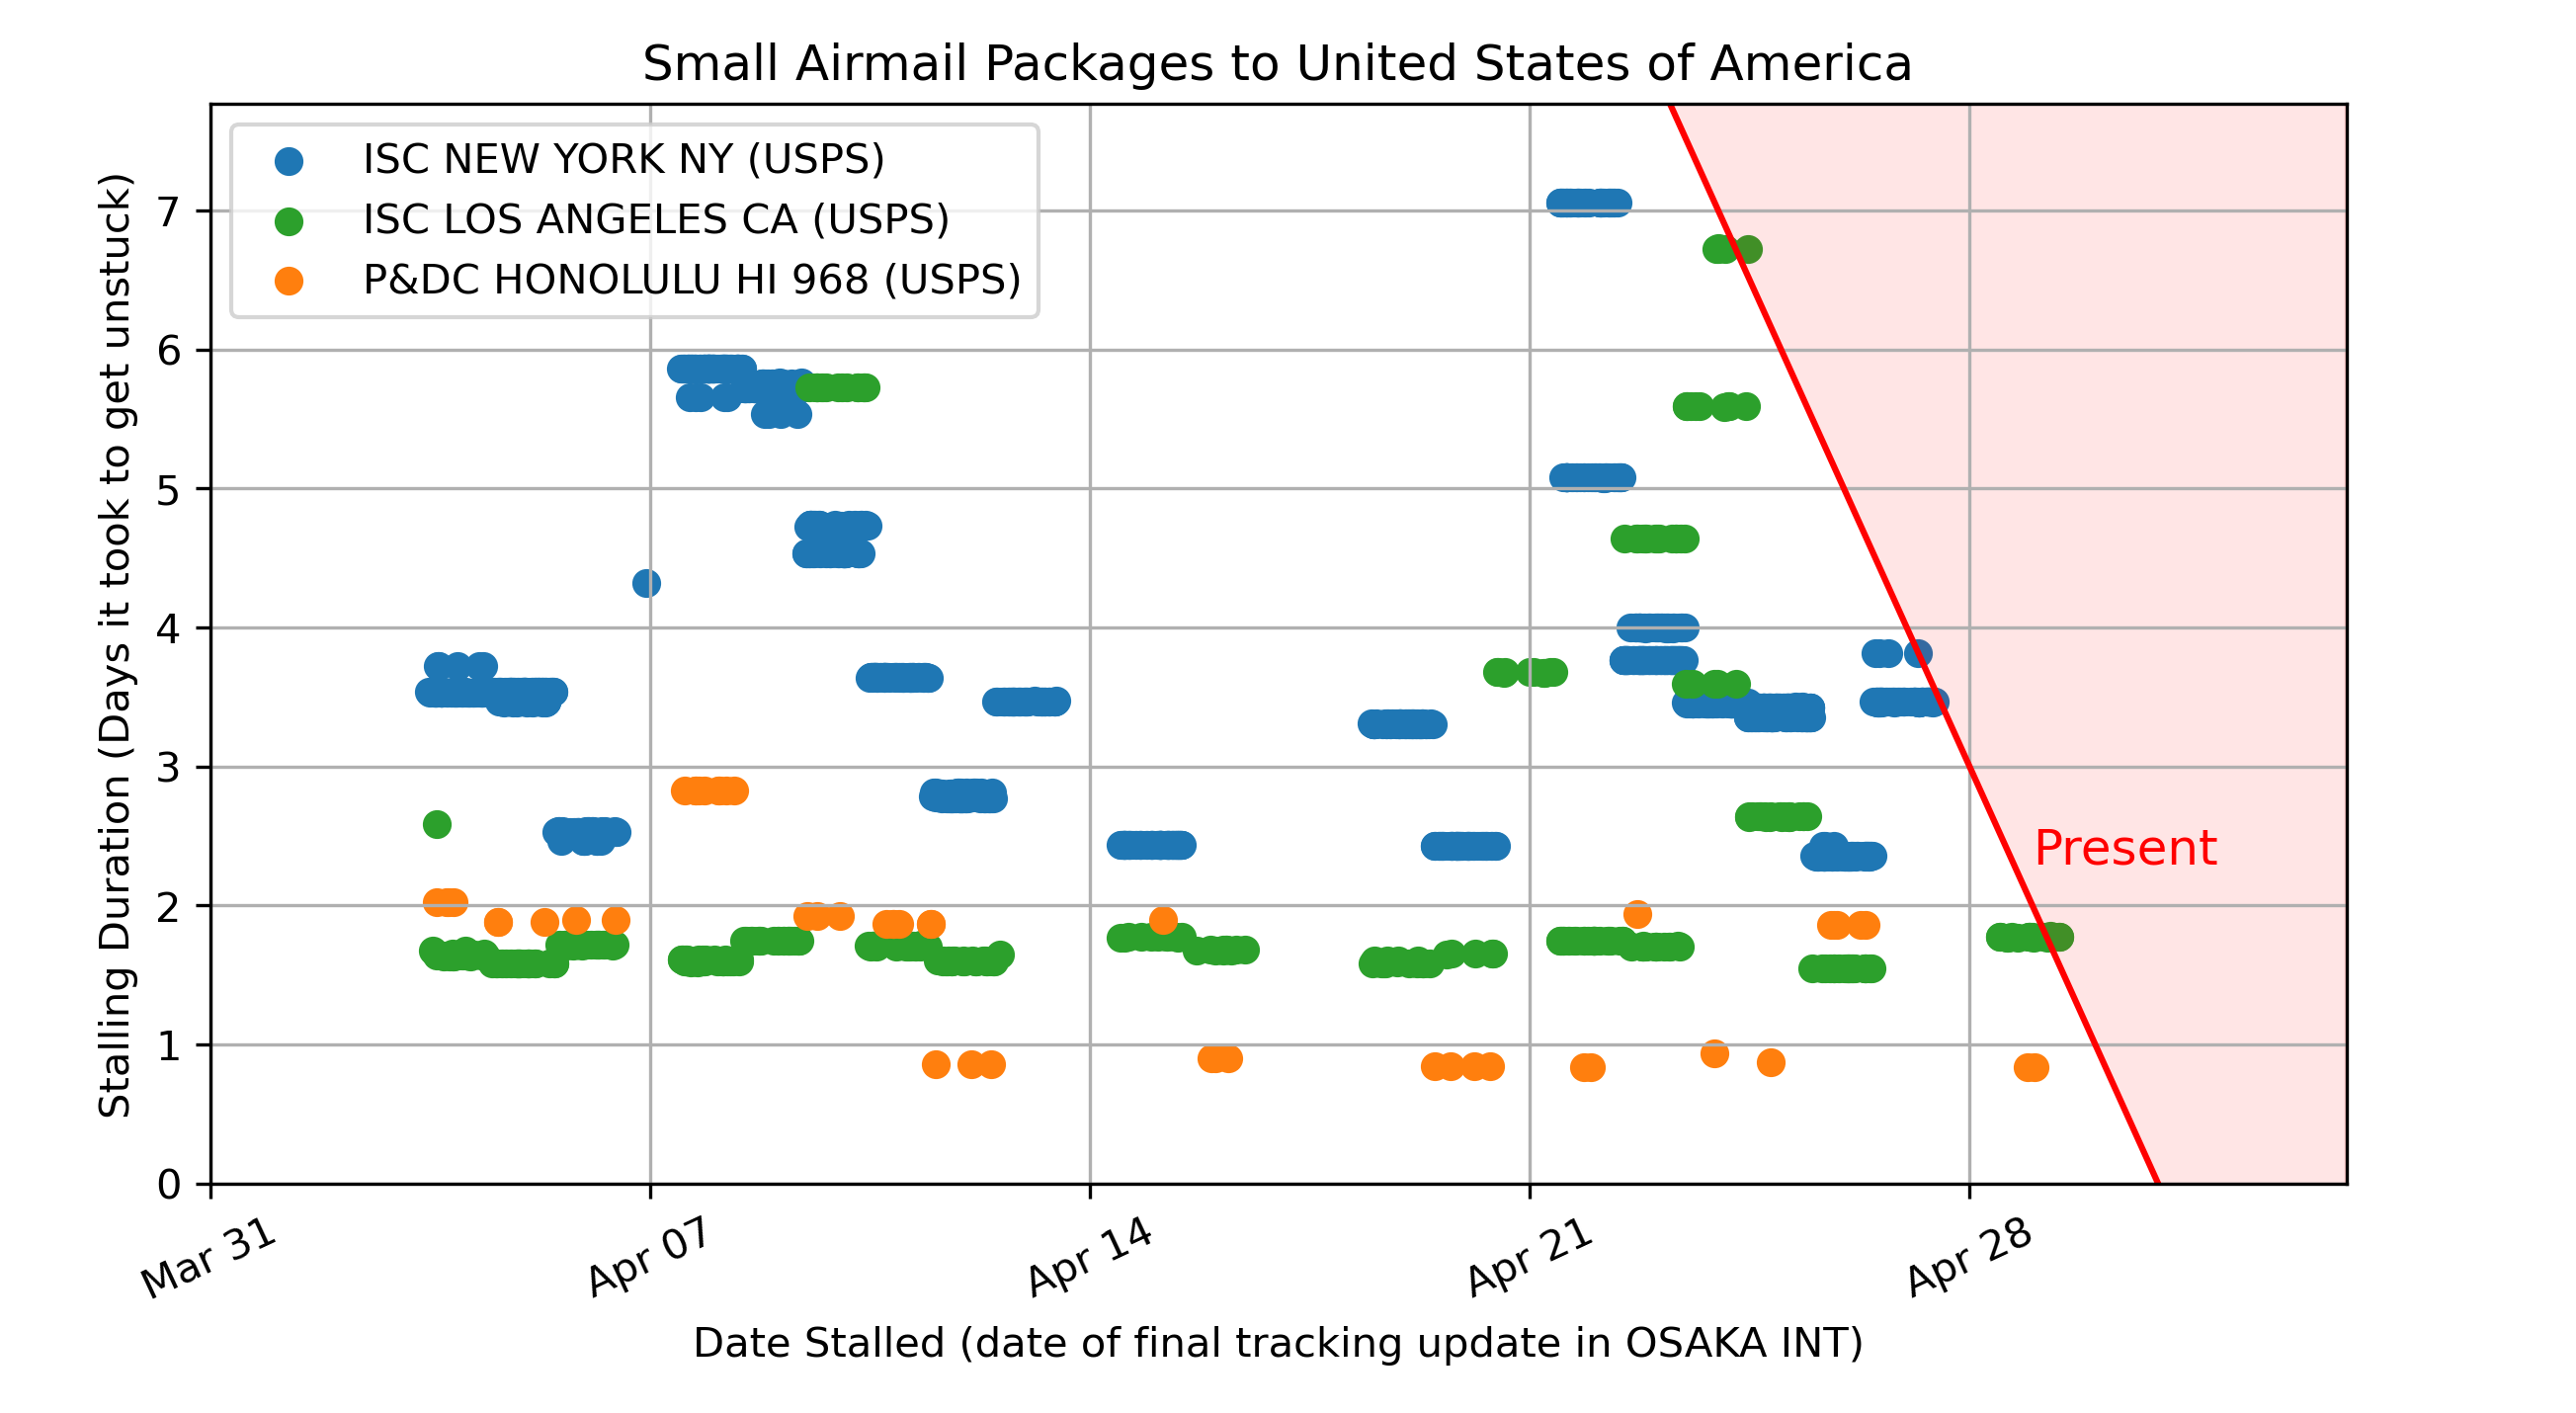 Small Airmail Packages to United States of America
ISC NEW YORK NY (USPS)
ISC LOS ANGELES CA (USPS)
P&DC HONOLULU HI 968 (USPS)
Stalling Duration (Days it took to get unstuck)
7
6
5
4
3
2
1
0
Present
Mar 31
Apr 07
Apr 14
Apr 21
Apr 28
Date Stalled (date of final tracking update in OSAKA INT)